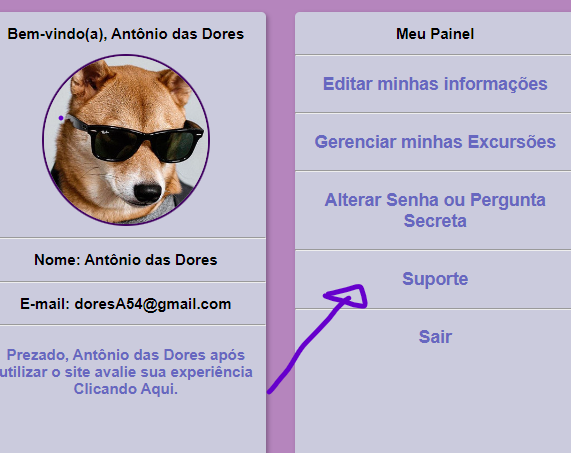 Bem-vindo(a), Antônio das Dores
Nome: Antônio das Dores
E-mail: doresA54@gmail.com
Prezado, Antônio das Dores após
utilizar o site avalie sua experiência
Clicando Aqui.
Meu Painel
Editar minhas informações
Gerenciar minhas Excursões
Alterar Senha ou Pergunta
Secreta
Suporte
Sair